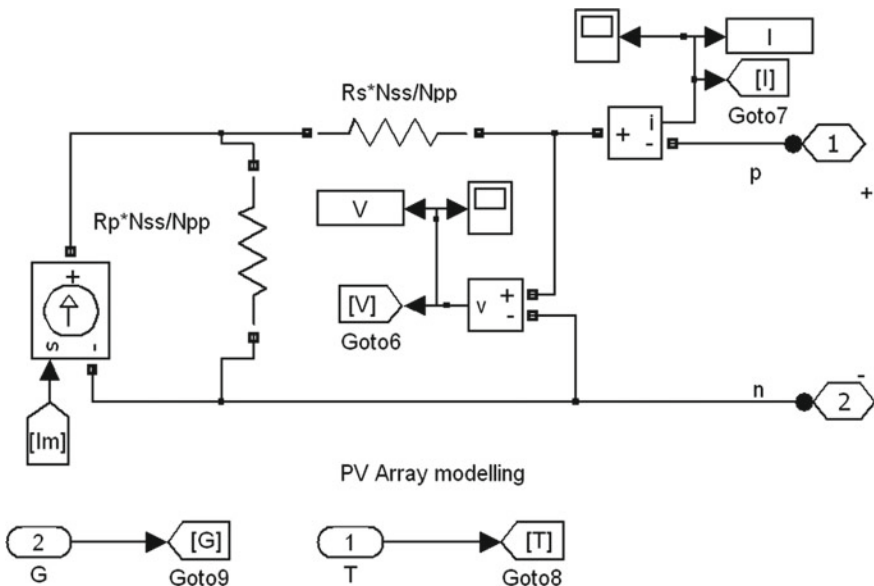 I
[I]
Goto7
Rs*Nss/Npp
+ i -
1
p
+
Rp*Nss/Npp
V
[V]
Goto6
v + -
+
s -
[Im]
-
n
2
PV Array modelling
2
G
[G]
Goto9
1
T
[T]
Goto8